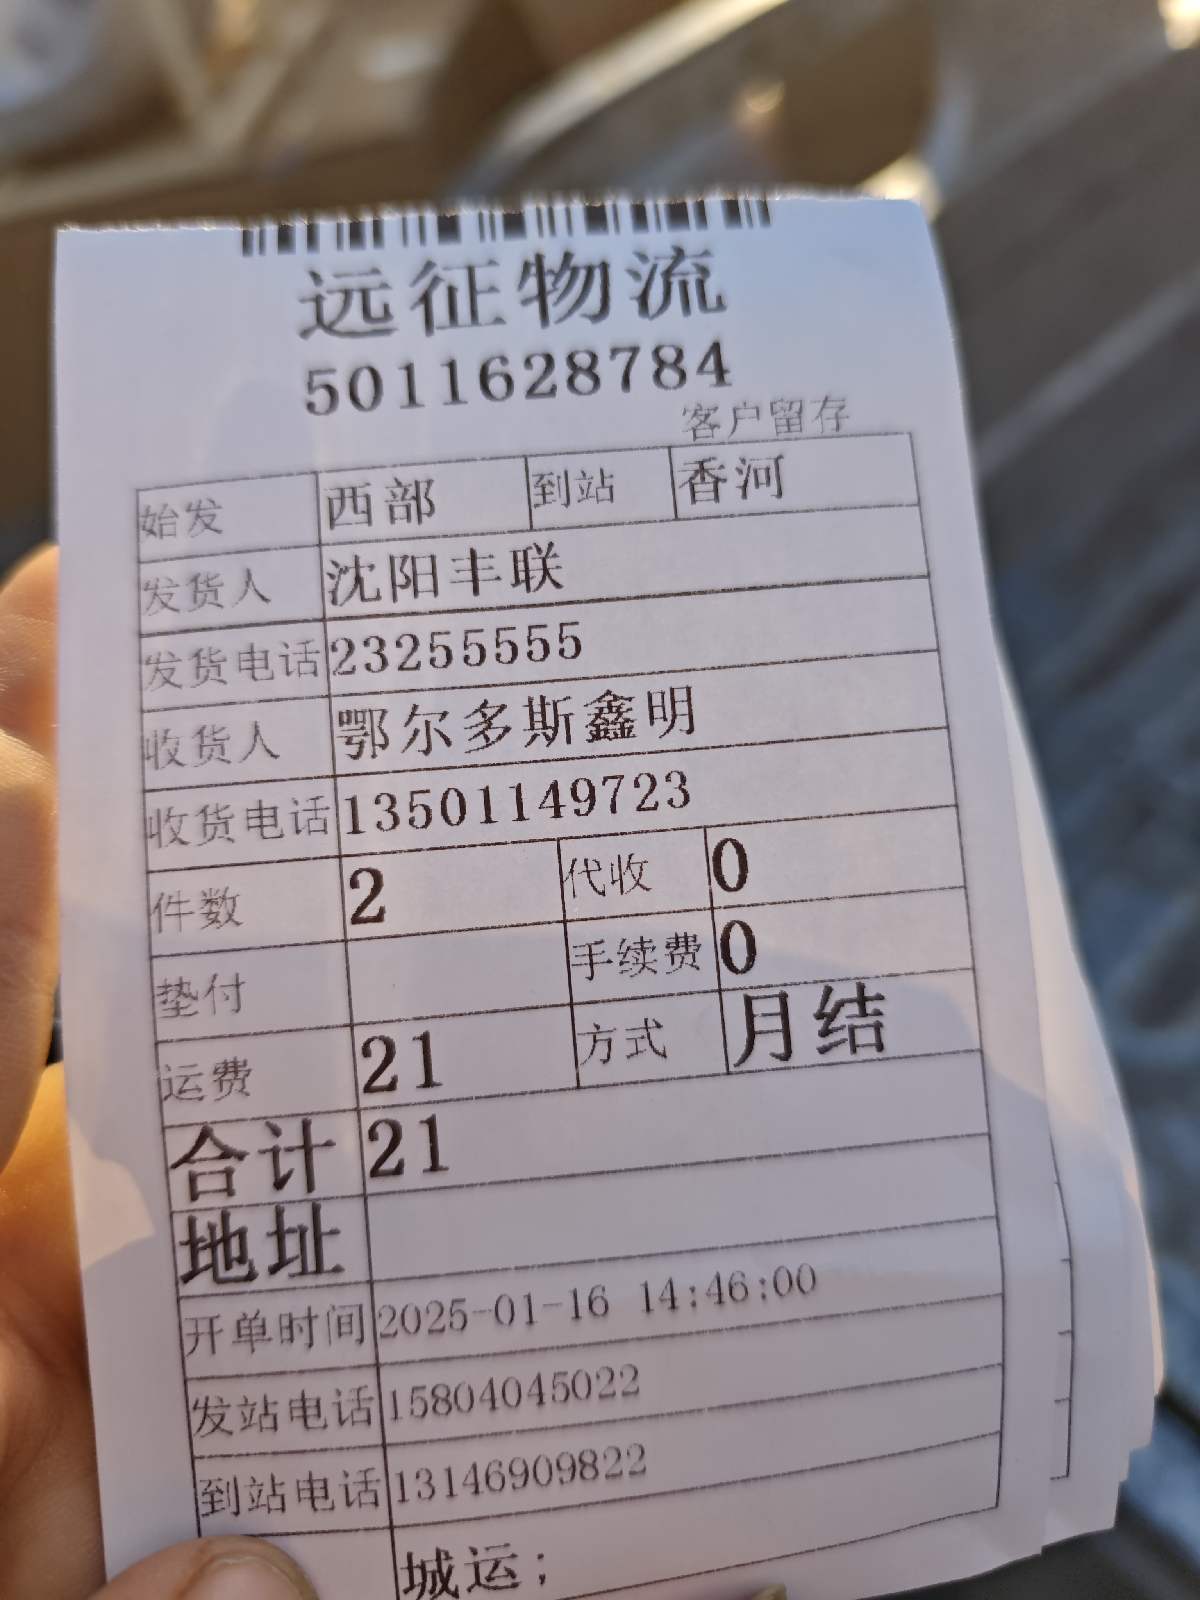 远征物流
5011628784
客户留存
始发 西部 到站 香河
发货人 沈阳丰联
发货电话 23255555
收货人 鄂尔多斯鑫明
收货电话 13501149723
件数 2 代收 0
垫付 手续费 0
运费 21 方式 月结
合计 21
地址
开单时间 2025-01-16 14:46:00
发站电话 15804045022
到站电话 13146909822
城运;